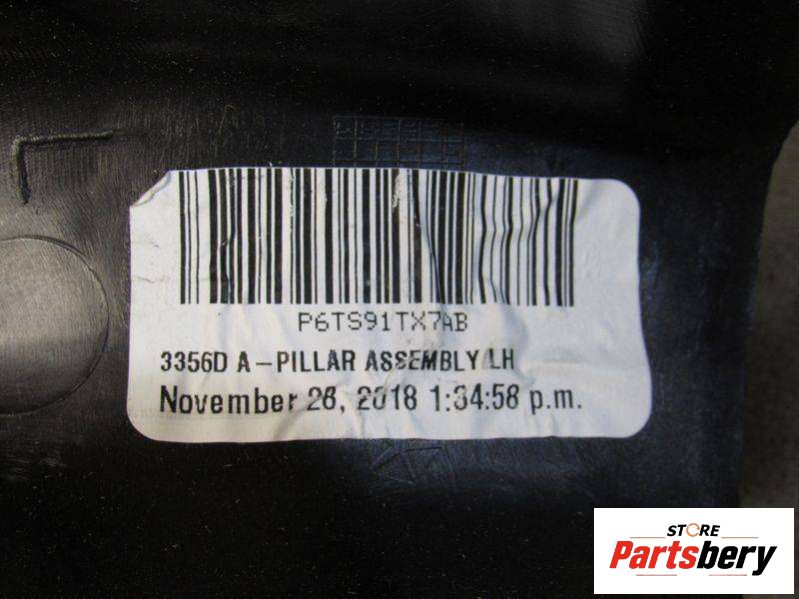 P6TS91TX7AB
3356D A-PILLAR ASSEMBLY LH
November 26, 2018 1:34:58 p.m.
STORE
Partsbery